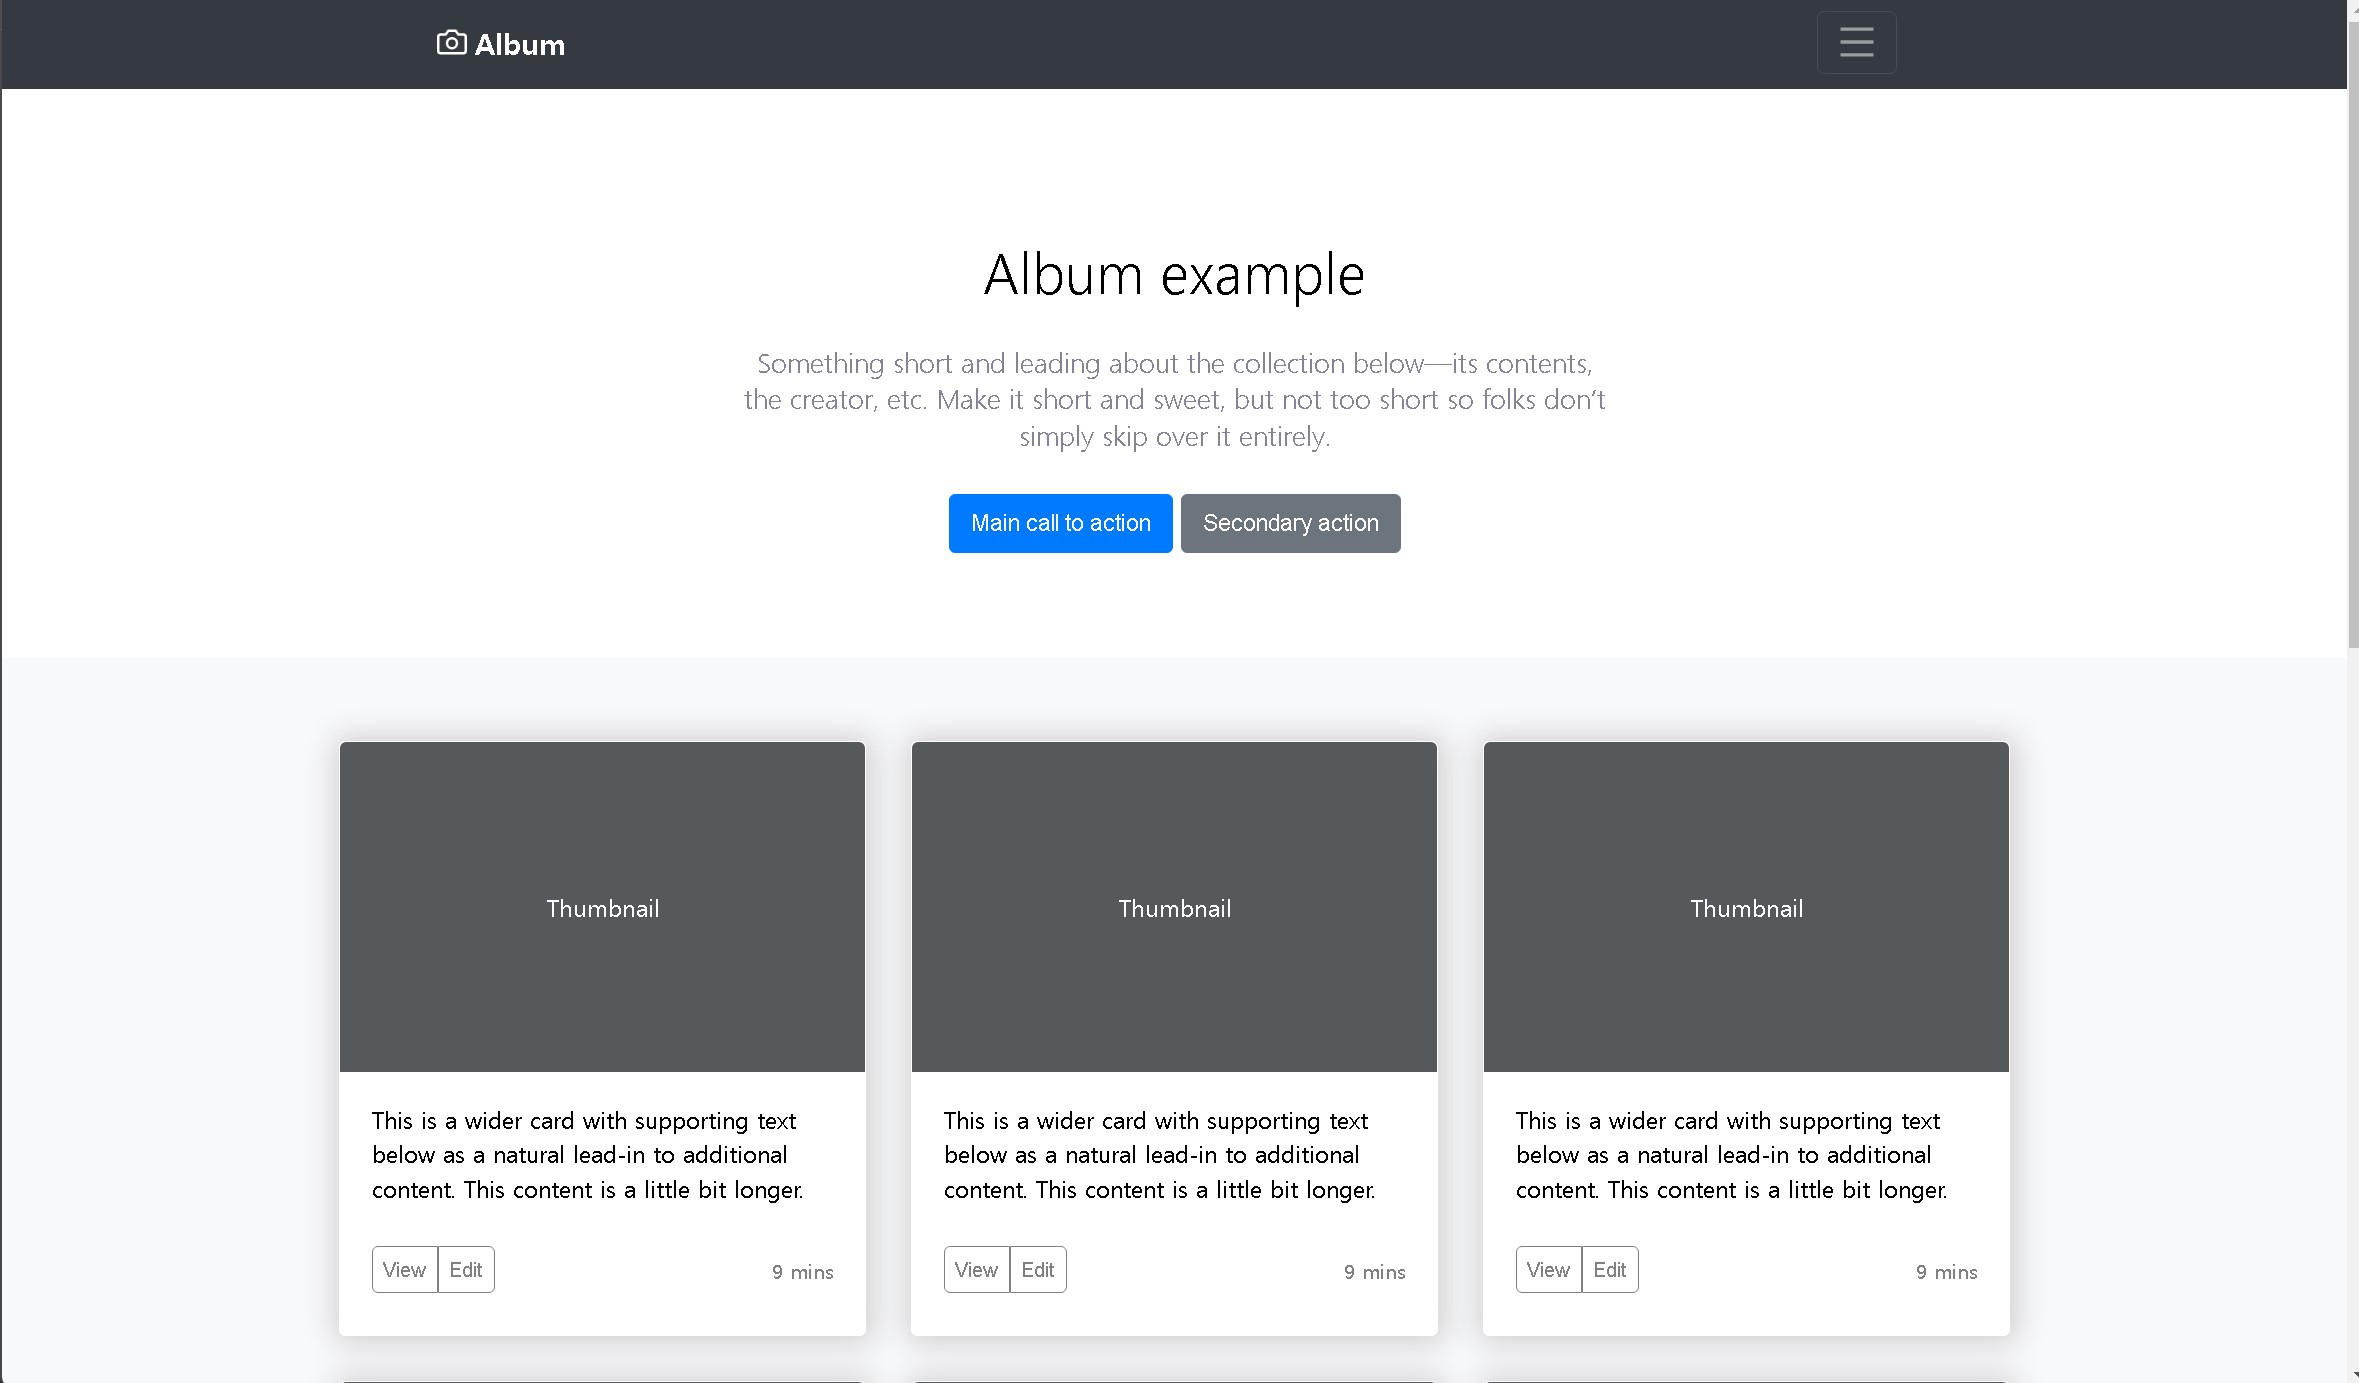 Album
Album example
Something short and leading about the collection below—its contents,
the creator, etc. Make it short and sweet, but not too short so folks don’t
simply skip over it entirely.
Main call to action
Secondary action
Thumbnail
This is a wider card with supporting text
below as a natural lead-in to additional
content. This content is a little bit longer.
View
Edit
9 mins
Thumbnail
This is a wider card with supporting text
below as a natural lead-in to additional
content. This content is a little bit longer.
View
Edit
9 mins
Thumbnail
This is a wider card with supporting text
below as a natural lead-in to additional
content. This content is a little bit longer.
View
Edit
9 mins